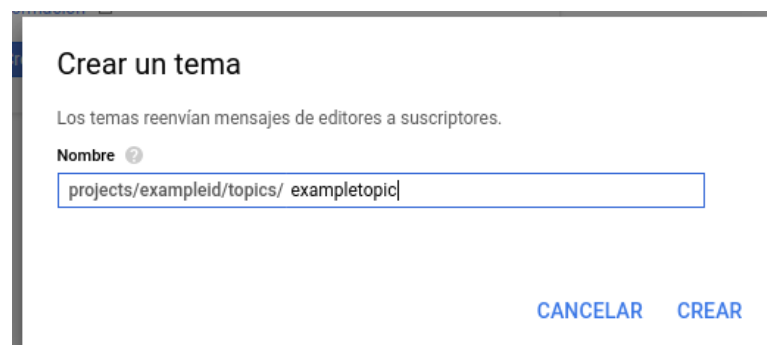 Crear un tema
Los temas reenvían mensajes de editores a suscriptores.
Nombre
projects/exampleid/topics/ exampletopic
CANCELAR CREAR